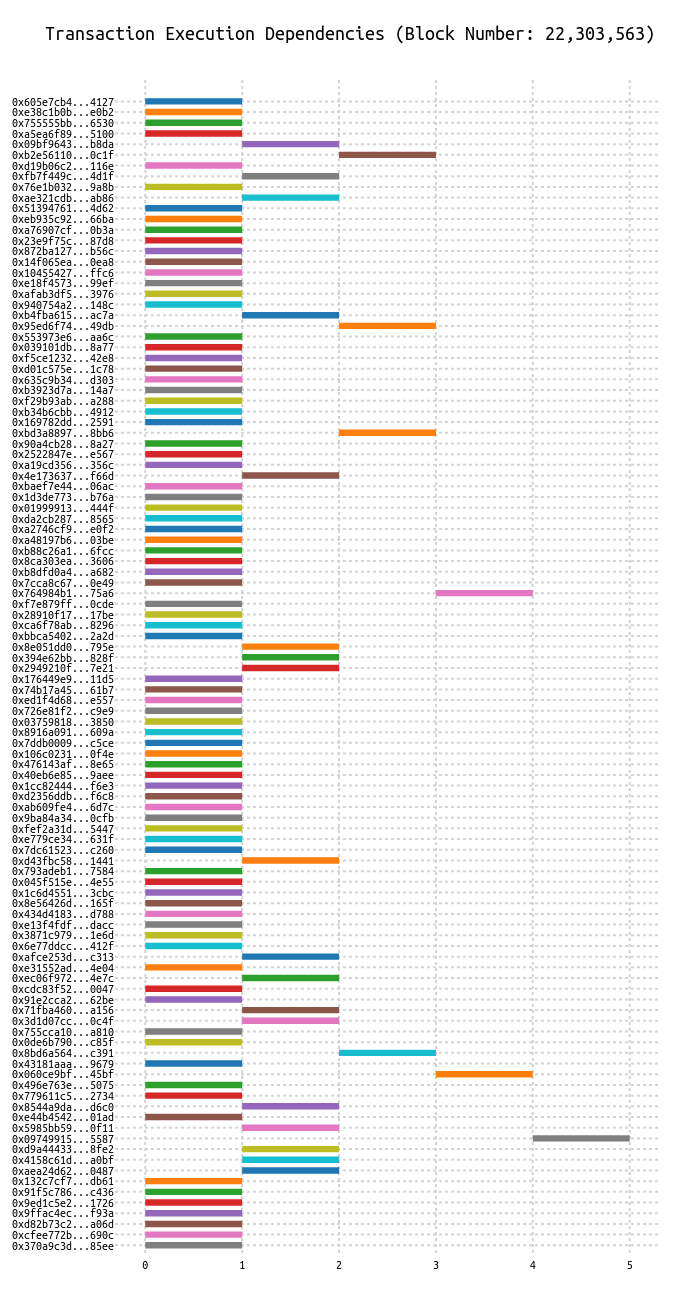 Transaction Execution Dependencies (Block Number: 22,303,563)
0x605e7cb4...4127
0xe38c1b0b...e0b2
0x755555bb...6530
0xa5ea6f89...5100
0x09bf9643...b8da
0xb2e56110...0c1f
0xd19b06c2...116e
0xfb7f449c...4d1f
0x76e1b032...9a8b
0xae321cdb...ab86
0x51394761...4d62
0xeb935c92...66ba
0xa76907cf...0b3a
0x23e9f75c...87d8
0x872ba127...b56c
0x14f065ea...0ea8
0x10455427...ffc6
0xe18f4573...99ef
0xafab3df5...3976
0x940754a2...148c
0xb4fba615...ac7a
0x95ed6f74...49db
0x553973e6...aa6c
0x039101db...8a77
0xf5ce1232...42e8
0xd01c575e...1c78
0x635c9b34...d303
0xb3923d7a...14a7
0xf29b93ab...a288
0xb34b6cbb...4912
0x169782dd...2591
0xbd3a8897...8bb6
0x90a4cb28...8a27
0x2522847e...e567
0xa19cd356...356c
0x4e173637...f66d
0xbaef7e44...06ac
0x1d3de773...b76a
0x01999913...444f
0xda2cb287...8565
0xa2746cf9...e0f2
0xa48197b6...03be
0xb88c26a1...6fcc
0x8ca303ea...3606
0xb8dfd0a4...a682
0x7cca8c67...0e49
0x764984b1...75a6
0xf7e879ff...0cde
0x28910f17...17be
0xca6f78ab...8296
0xbbca5402...2a2d
0x8e051dd0...795e
0x394e62bb...828f
0x2949210f...7e21
0x176449e9...11d5
0x74b17a45...61b7
0xed1f4d68...e557
0x726e81f2...c9e9
0x03759818...3850
0x8916a091...609a
0x7ddb0009...c5ce
0x106c0231...0f4e
0x476143af...8e65
0x40eb6e85...9aee
0x1cc82444...f6e3
0xd2356ddb...f6c8
0xab609fe4...6d7c
0x9ba84a34...0cfb
0xfef2a31d...5447
0xe779ce34...631f
0x7dc61523...c260
0xd43fbc58...1441
0x793adeb1...7584
0x045f515e...4e55
0x1c6d4551...3cbc
0x8e56426d...165f
0x434d4183...d788
0xe13f4fdf...dacc
0x3871c979...1e6d
0x6e77ddcc...412f
0xafce253d...c313
0xe31552ad...4e04
0xec06f972...4e7c
0xcdc83f52...0047
0x91e2cca2...62be
0x71fba460...a156
0x3d1d07cc...0c4f
0x755cca10...a810
0x0de6b790...c85f
0x8bd6a564...c391
0x43181aaa...9679
0x060ce9bf...45bf
0x496e763e...5075
0x779611c5...2734
0x8544a9da...d6c0
0xe44b4542...01ad
0x5985bb59...0f11
0x09749915...5587
0xd9a44433...8fe2
0x4158c61d...a0bf
0xaea24d62...0487
0x132c7cf7...db61
0x91f5c786...c436
0x9ed1c5e2...1726
0x9ffac4ec...f93a
0xd82b73c2...a06d
0xcfee772b...690c
0x370a9c3d...85ee
0 1 2 3 4 5